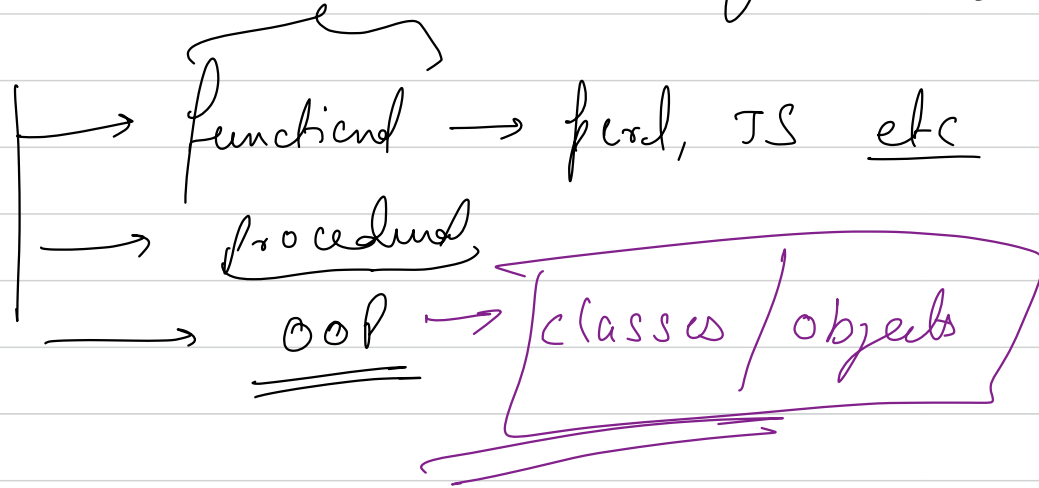 functional → perl, JS etc
→ procedural
→ OOP → classes / objects